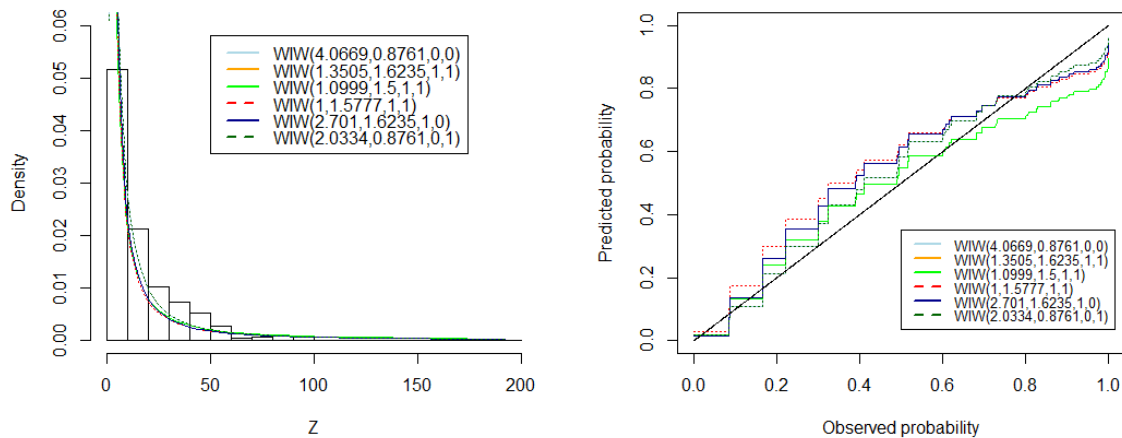 Density
0.00 0.01 0.02 0.03 0.04 0.05 0.06
WIW(4.0669,0.8761,0,0)
WIW(1.3505,1.6235,1,1)
WIW(1.0999,1.5,1,1)
WIW(1,1.5777,1,1)
WIW(2.701,1.6235,1,0)
WIW(2.0334,0.8761,0,1)
0 50 100 150 200
Z
Predicted probability
0.0 0.2 0.4 0.6 0.8 1.0
WIW(4.0669,0.8761,0,0)
WIW(1.3505,1.6235,1,1)
WIW(1.0999,1.5,1,1)
WIW(1,1.5777,1,1)
WIW(2.701,1.6235,1,0)
WIW(2.0334,0.8761,0,1)
0.0 0.2 0.4 0.6 0.8 1.0
Observed probability